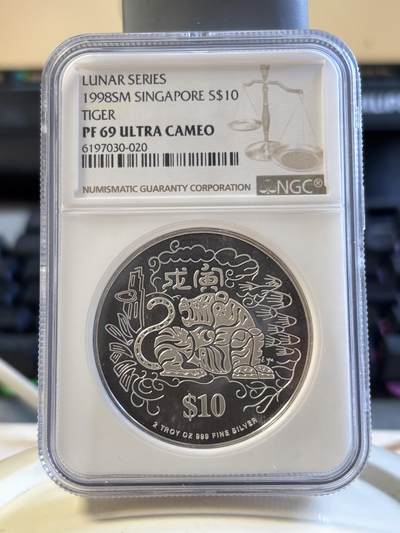 LUNAR SERIES
1998SM SINGAPORE S$10
TIGER
PF 69 ULTRA CAMEO
6197030-020
NUMISMATIC GUARANTY CORPORATION
NGC®
戊寅
$10
2 TROY OZ 999 FINE SILVER